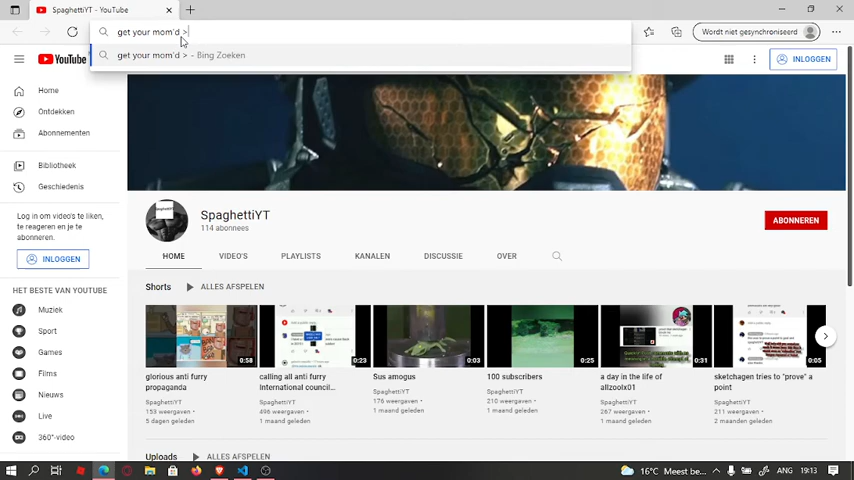 SpaghettiYT - YouTube
get your mom'd >
Wordt niet gesynchroniseerd
get your mom'd > - Bing Zoeken
YouTube
INLOGGEN
Home
Ontdekken
Abonnementen
Bibliotheek
Geschiedenis
Log in om video's te liken,
te reageren en je te
abonneren.
INLOGGEN
HET BESTE VAN YOUTUBE
Muziek
Sport
Games
Films
Nieuws
Live
360°-video
SpaghettiYT
114 abonnees
ABONNEREN
HOME VIDEO'S PLAYLISTS KANALEN DISCUSSIE OVER
Shorts ALLES AFSPELEN
0:58 0:23 0:03 0:25 0:31 0:05
glorious anti furry
propaganda
SpaghettiYT
153 weergaven •
5 dagen geleden
calling all anti furry
International council...
SpaghettiYT
496 weergaven •
1 maand geleden
Sus amogus
SpaghettiYT
176 weergaven •
1 maand geleden
100 subscribers
SpaghettiYT
210 weergaven •
1 maand geleden
a day in the life of
allzcolx01
SpaghettiYT
267 weergaven •
1 maand geleden
sketchagen tries to "prove" a
point
SpaghettiYT
211 weergaven •
2 maanden geleden
Uploads ALLES AFSPELEN
16°C Meest be... ANG 19:13